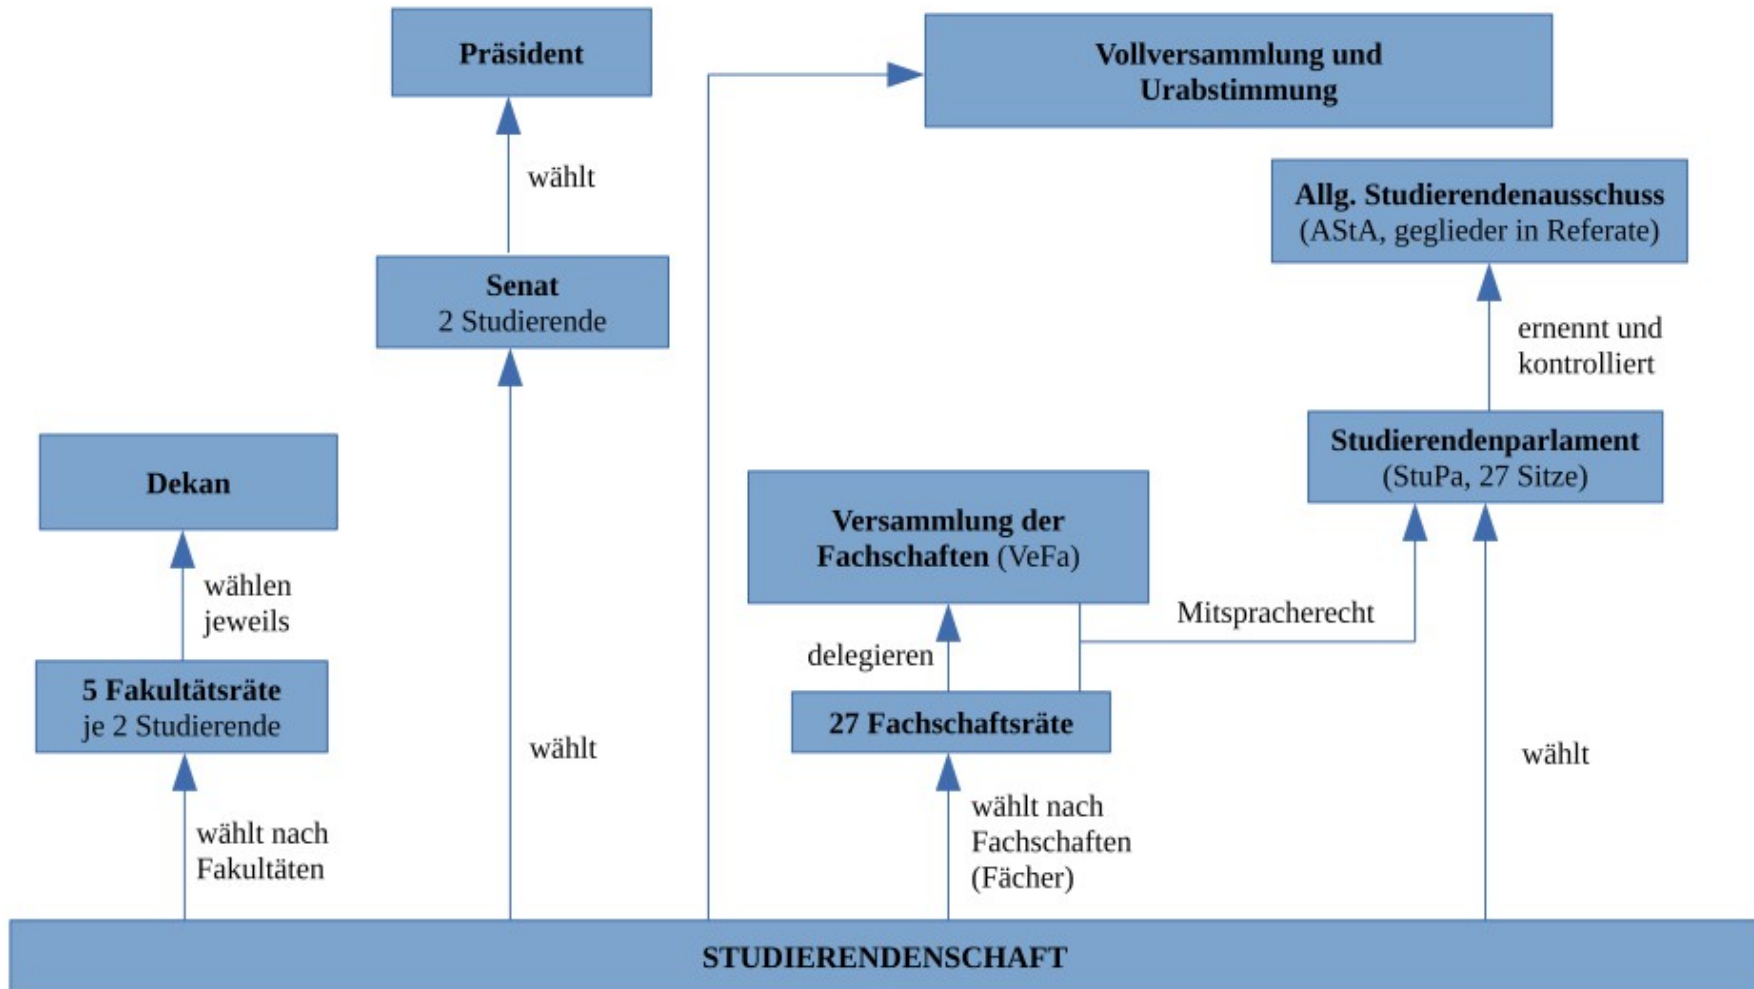 Präsident
Vollversammlung und
Urabstimmung
wählt
Allg. Studierendenausschuss
(AStA, geglieder in Referate)
Senat
2 Studierende
ernennt und
kontrolliert
Studierendenparlament
(StuPa, 27 Sitze)
Dekan
Versammlung der
Fachschaften (VeFa)
wählen
jeweils
Mitspracherecht
delegieren
5 Fakultätsräte
je 2 Studierende
27 Fachschaftsräte
wählt
wählt
wählt nach
Fakultäten
wählt nach
Fachschaften
(Fächer)
STUDIERENDENSCHAFT